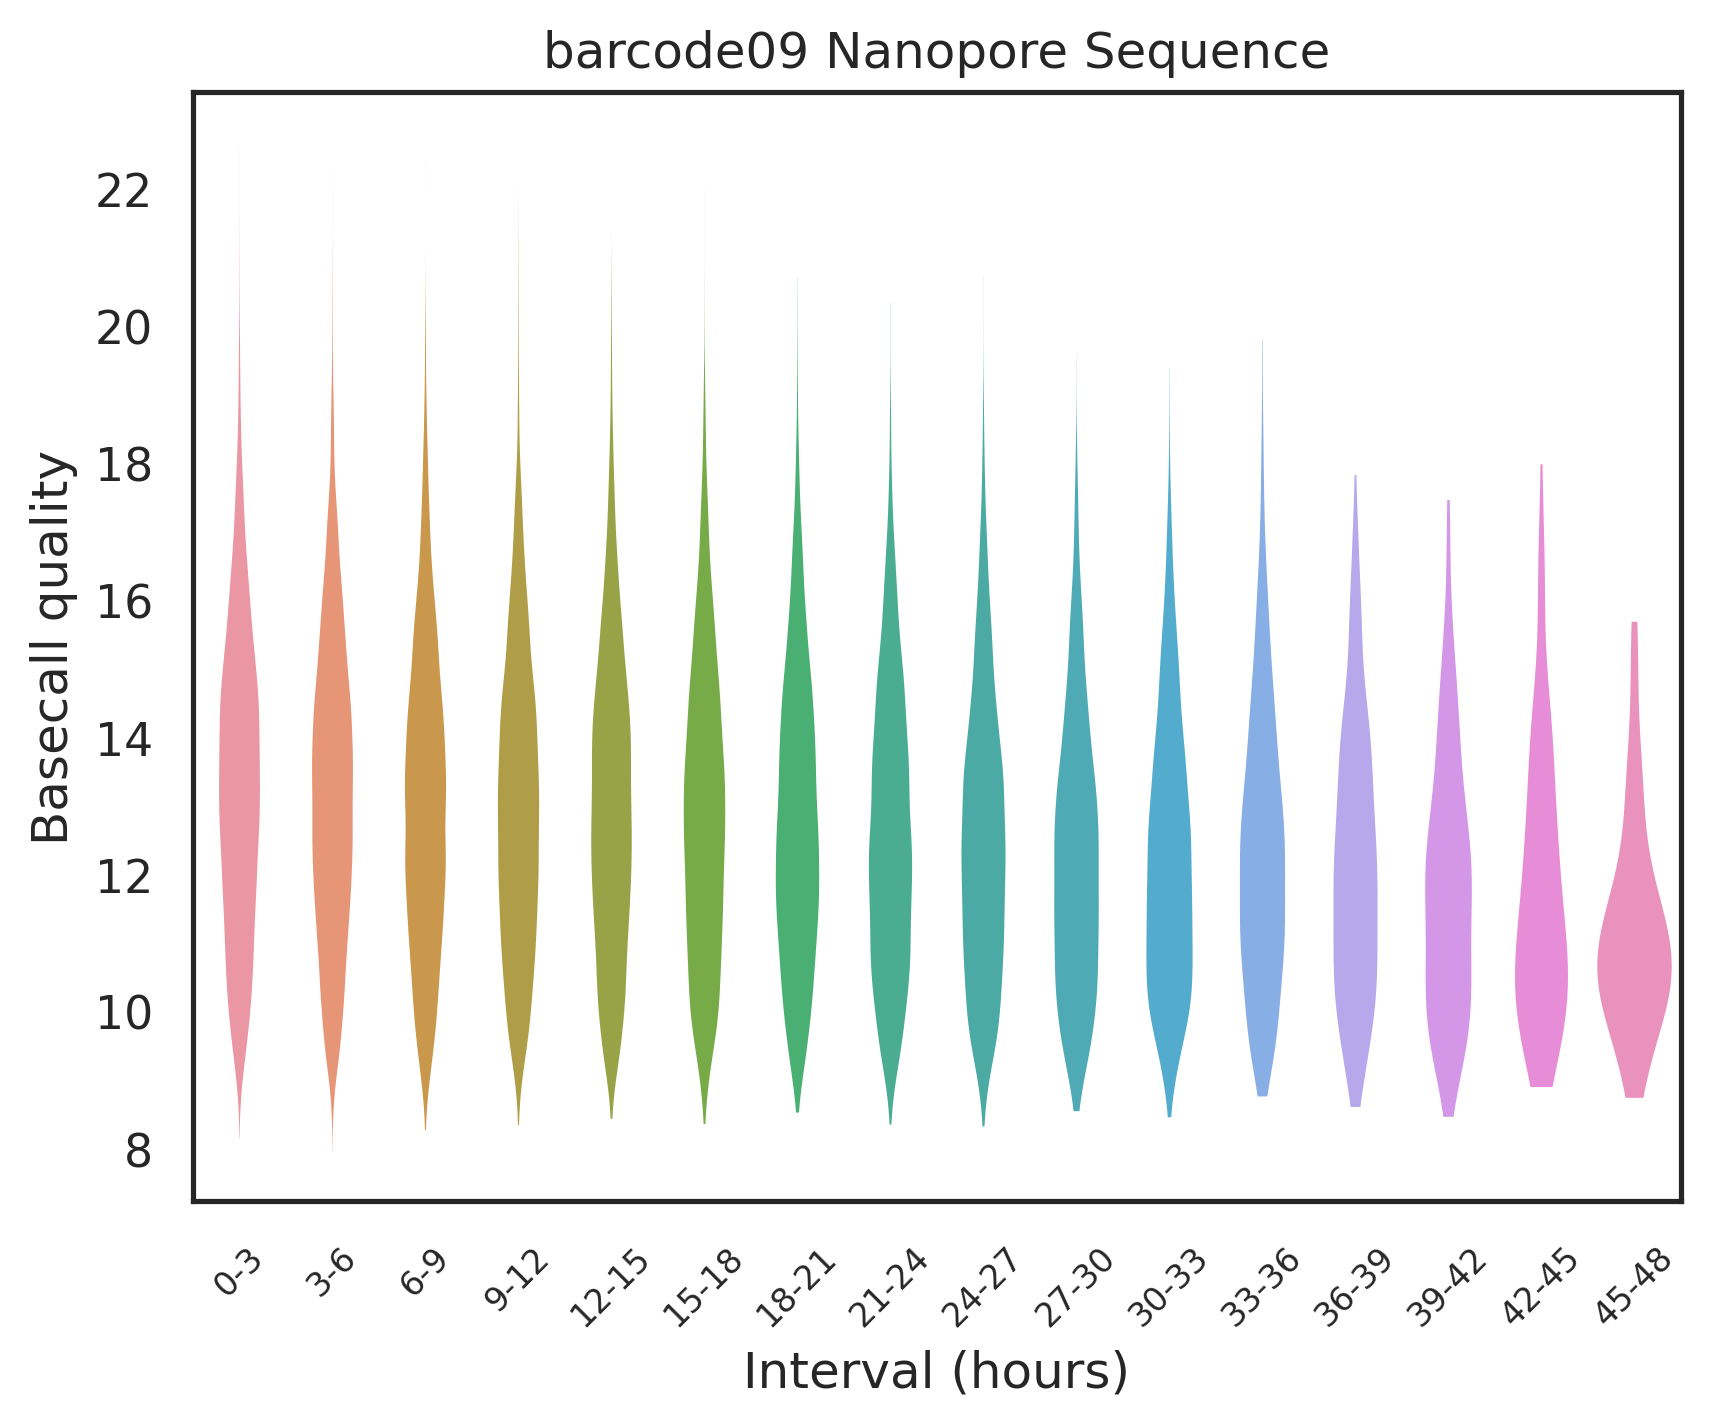 barcode09 Nanopore Sequence
Basecall quality
22
20
18
16
14
12
10
8
0-3 3-6 6-9 9-12 12-15 15-18 18-21 21-24 24-27 27-30 30-33 33-36 36-39 39-42 42-45 45-48
Interval (hours)